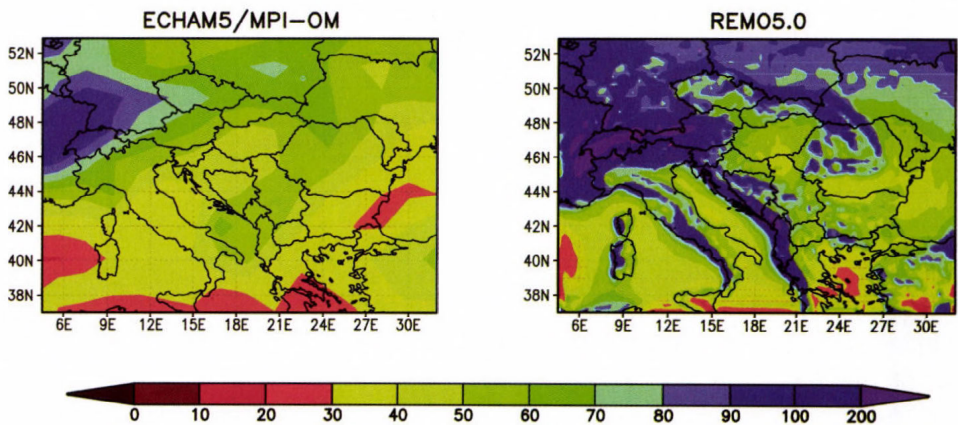 ECHAM5/MPI–OM
REMO5.0
52N
50N
48N
46N
44N
42N
40N
38N
6E 9E 12E 15E 18E 21E 24E 27E 30E
52N
50N
48N
46N
44N
42N
40N
38N
6E 9E 12E 15E 18E 21E 24E 27E 30E
0 10 20 30 40 50 60 70 80 90 100 200